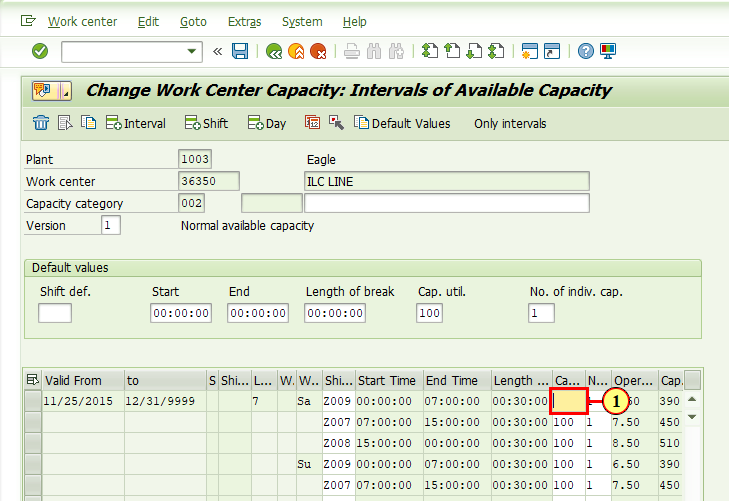 Work center Edit Goto Extras System Help
Change Work Center Capacity: Intervals of Available Capacity
Interval Shift Day Default Values Only intervals
Plant 1003 Eagle
Work center 36350 ILC LINE
Capacity category 002
Version 1 Normal available capacity
Default values
Shift def. Start End Length of break Cap. util. No. of indiv. cap.
00:00:00 00:00:00 00:00:00 100 1
Valid From to S Shi... L... W. W.. Shi... Start Time End Time Length ... Ca... N... Oper... Cap.
11/25/2015 12/31/9999 7 Sa Z009 00:00:00 07:00:00 00:30:00 1 50 390
Z007 07:00:00 15:00:00 00:30:00 100 1 7.50 450
Z008 15:00:00 00:00:00 00:30:00 100 1 8.50 510
Su Z009 00:00:00 07:00:00 00:30:00 100 1 6.50 390
Z007 07:00:00 15:00:00 00:30:00 100 1 7.50 450